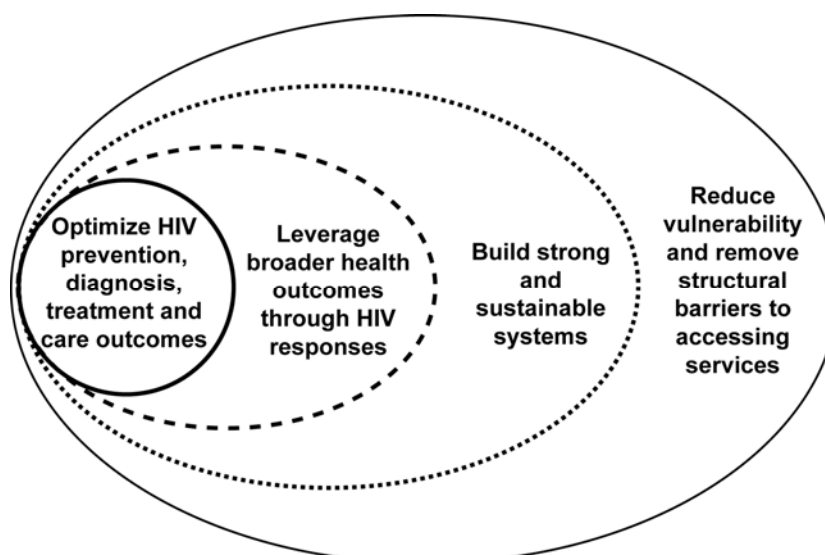 Optimize HIV
prevention,
diagnosis,
treatment and
care outcomes
Leverage
broader health
outcomes
through HIV
responses
Build strong
and
sustainable
systems
Reduce
vulnerability
and remove
structural
barriers to
accessing
services